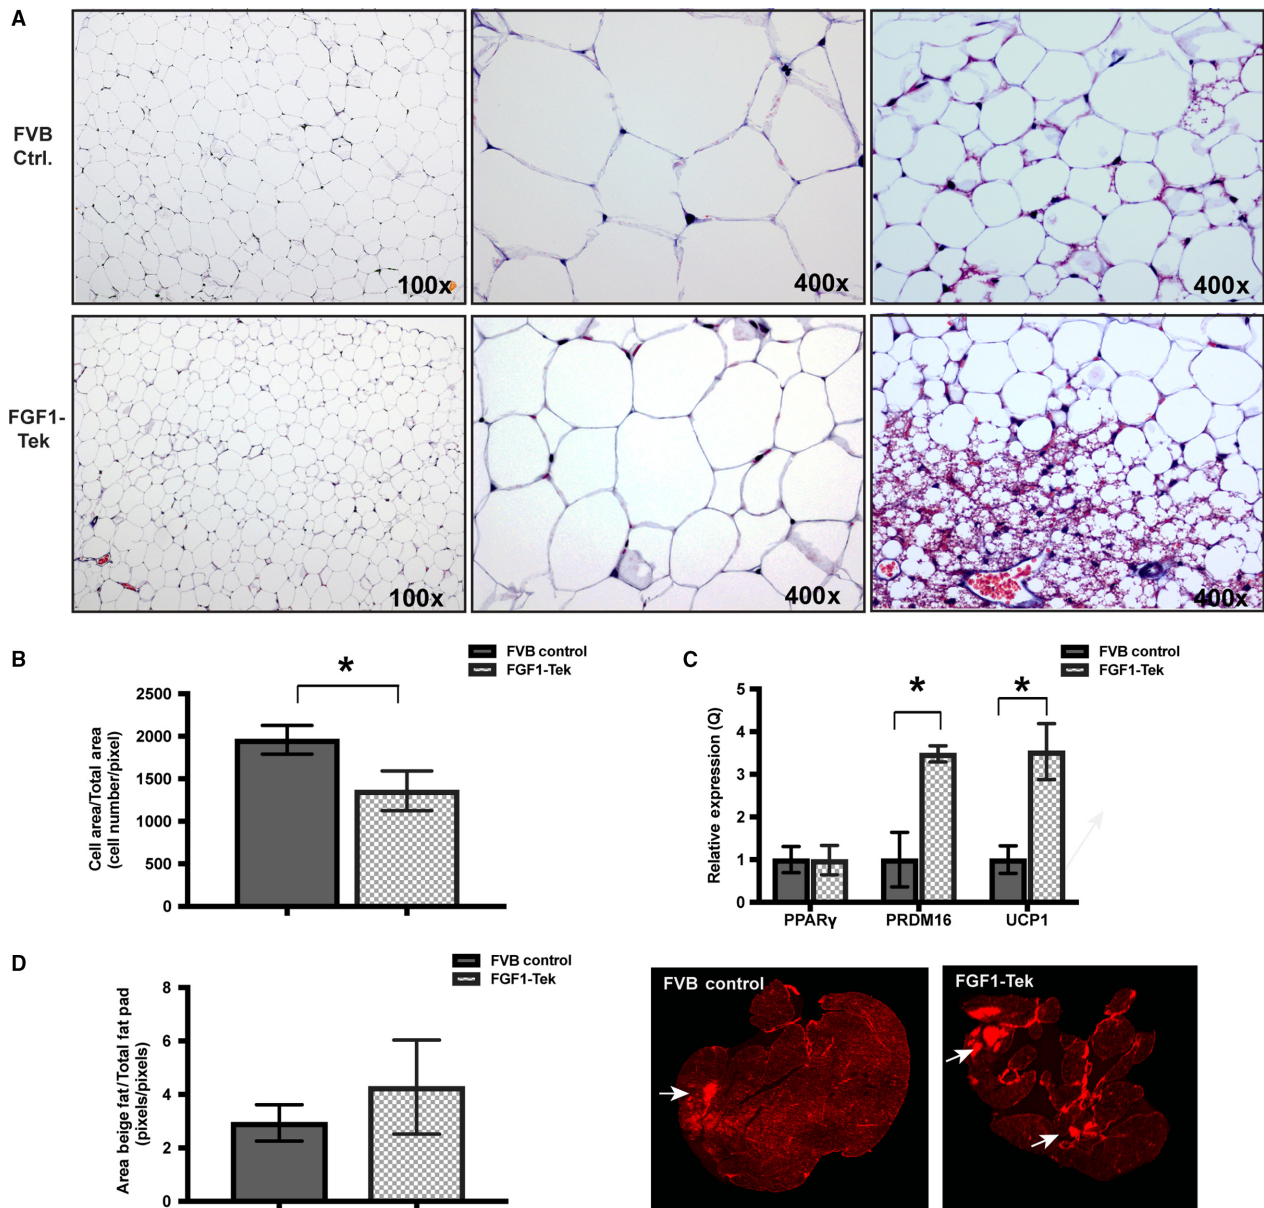 A
FVB
Ctrl.
100x
400x
400x
FGF1-
Tek
100x
400x
400x
B
FVB control
FGF1-Tek
*
Cell area/Total area
(cell number/pixel)
2500
2000
1500
1000
500
0
C
FVB control
FGF1-Tek
*
*
Relative expression (Q)
5
4
3
2
1
0
PPARγ
PRDM16
UCP1
D
FVB control
FGF1-Tek
Area beige fat/Total fat pad
(pixels/pixels)
8
6
4
2
0
FVB control
FGF1-Tek